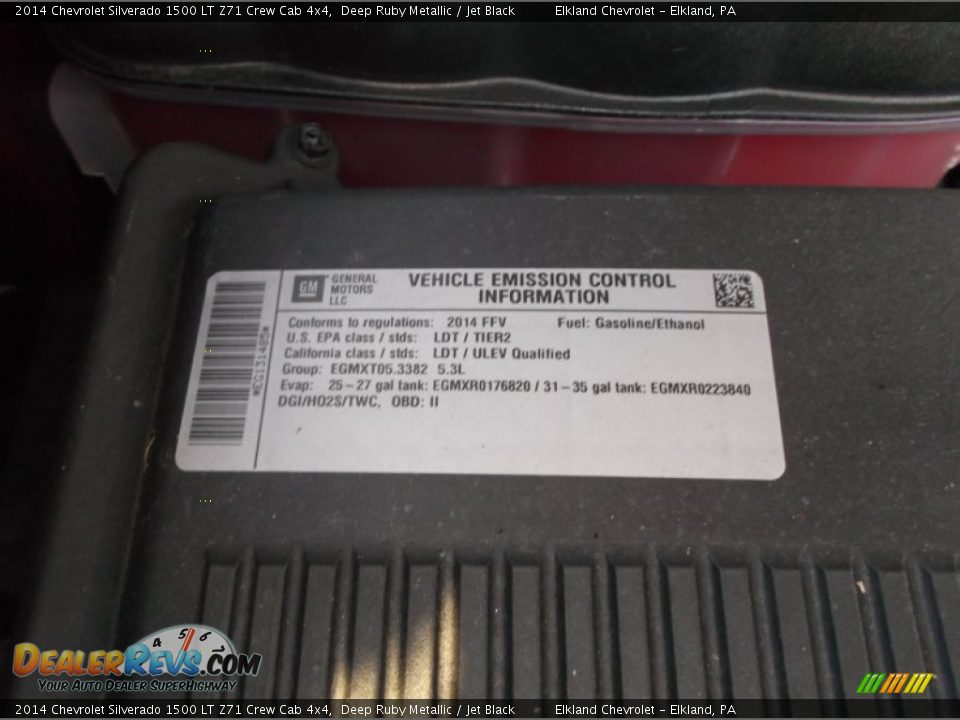 2014 Chevrolet Silverado 1500 LT Z71 Crew Cab 4x4, Deep Ruby Metallic / Jet Black Elkland Chevrolet - Elkland, PA
GM GENERAL MOTORS LLC
VEHICLE EMISSION CONTROL
INFORMATION
*EG131485*
Conforms to regulations: 2014 FFV Fuel: Gasoline/Ethanol
U.S. EPA class / stds: LDT / TIER2
California class / stds: LDT / ULEV Qualified
Group: EGMXT05.3382 5.3L
Evap: 25-27 gal tank: EGMXR0176820 / 31-35 gal tank: EGMXR0223840
DGI/HO2S/TWC, OBD: II
4 5 6
DealerRevs.com
Your Auto Dealer SuperHighway
2014 Chevrolet Silverado 1500 LT Z71 Crew Cab 4x4, Deep Ruby Metallic / Jet Black Elkland Chevrolet - Elkland, PA